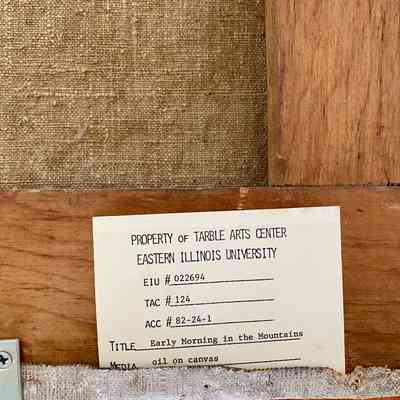 PROPERTY OF TARBLE ARTS CENTER
EASTERN ILLINOIS UNIVERSITY
EIU # 022694
TAC # 124
ACC # 82-24-1
TITLE Early Morning in the Mountains
MEDIA oil on canvas